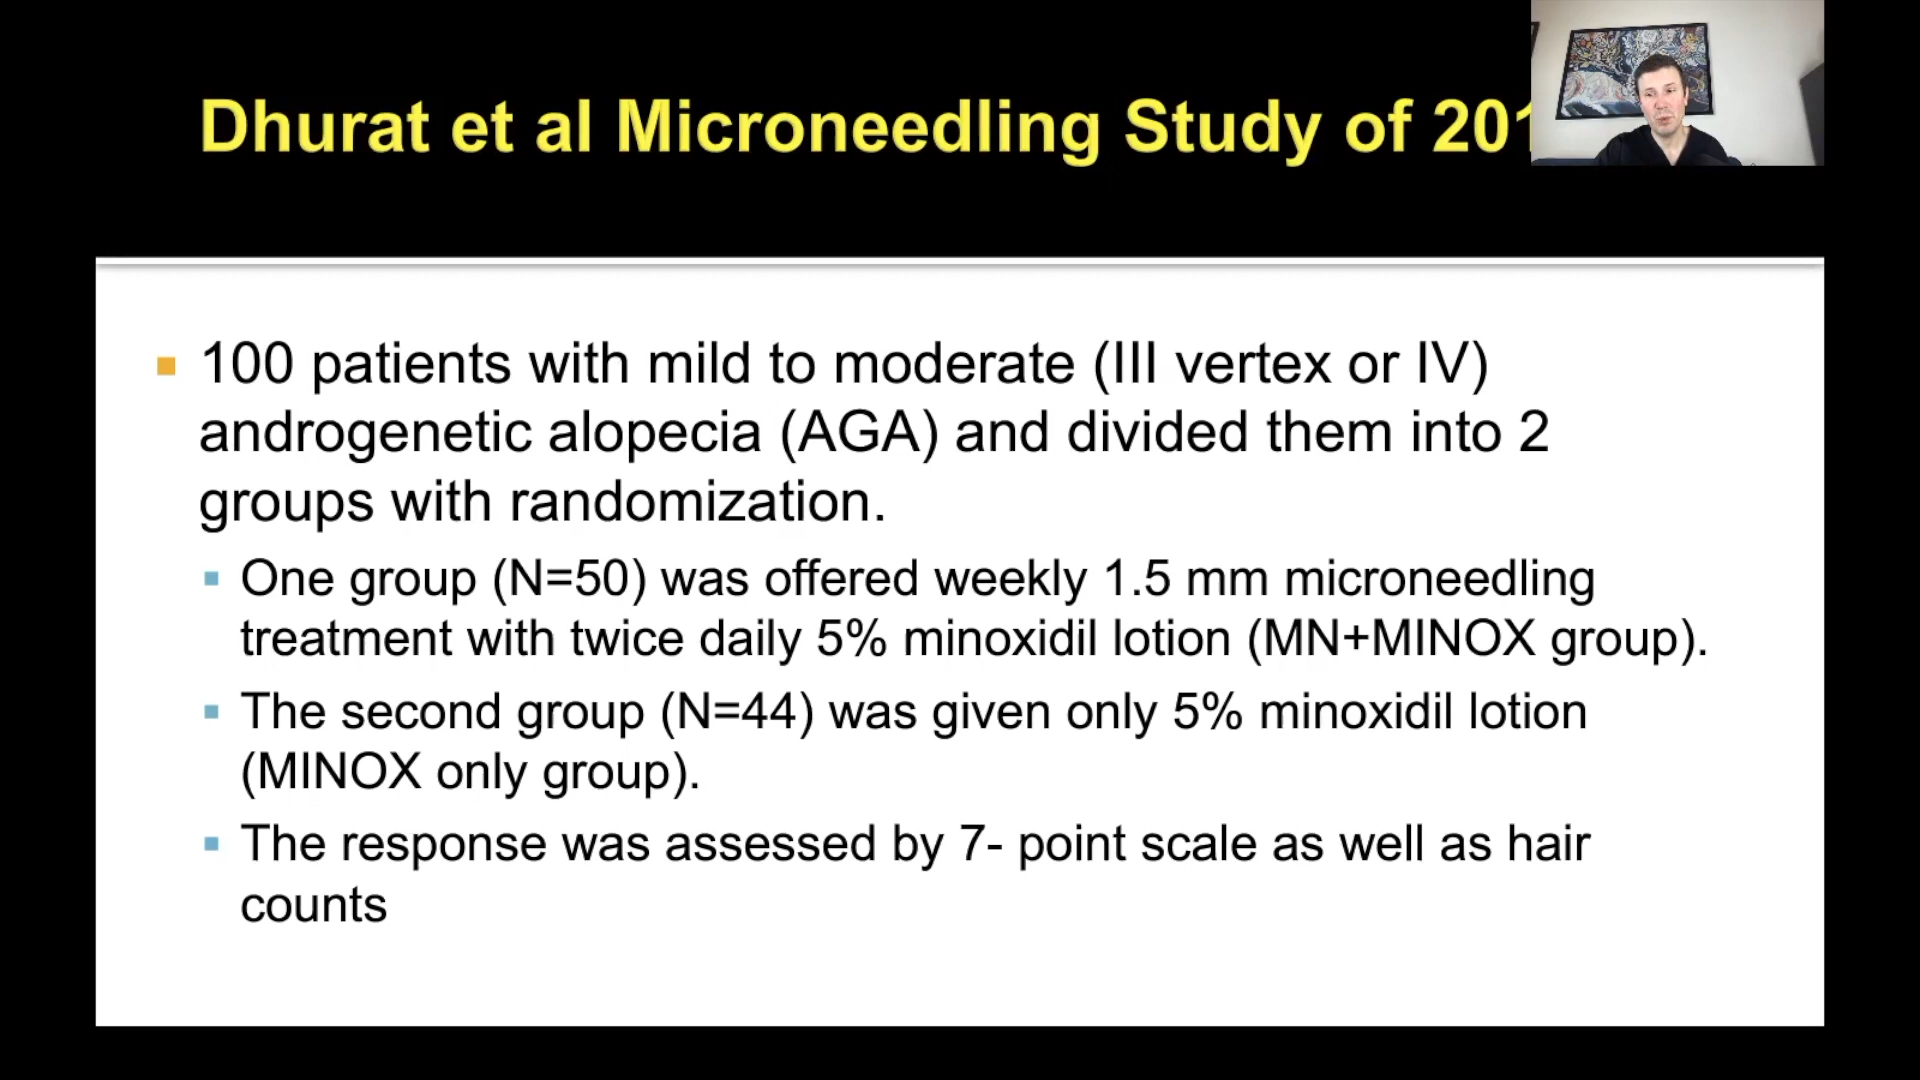 Dhurat et al Microneedling Study of 201
100 patients with mild to moderate (III vertex or IV)
androgenetic alopecia (AGA) and divided them into 2
groups with randomization.
One group (N=50) was offered weekly 1.5 mm microneedling
treatment with twice daily 5% minoxidil lotion (MN+MINOX group).
The second group (N=44) was given only 5% minoxidil lotion
(MINOX only group).
The response was assessed by 7- point scale as well as hair
counts